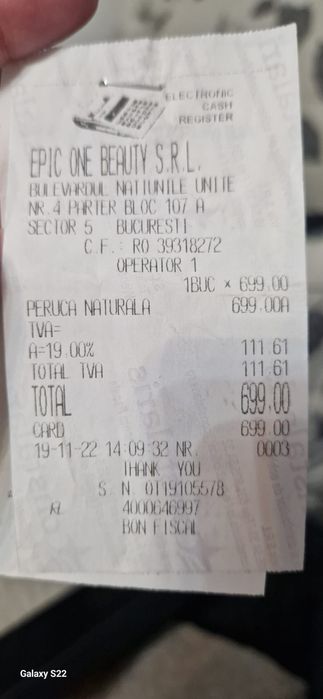 ELECTRONIC
CASH
REGISTER
EPIC ONE BEAUTY S.R.L.
BULEVARDUL NATIUNILE UNITE
NR.4 PARTER BLOC 107 A
SECTOR 5 BUCURESTI
C.F.: RO 39318272
OPERATOR 1
1BUC × 699.00
PERUCA NATURALA 699.00A
TVA=
A=19.00% 111.61
TOTAL TVA 111.61
TOTAL 699.00
CARD 699.00
19-11-22 14:09:32 NR. 0003
THANK YOU
S.N. 0119105578
4000646997
BON FISCAL
Galaxy S22